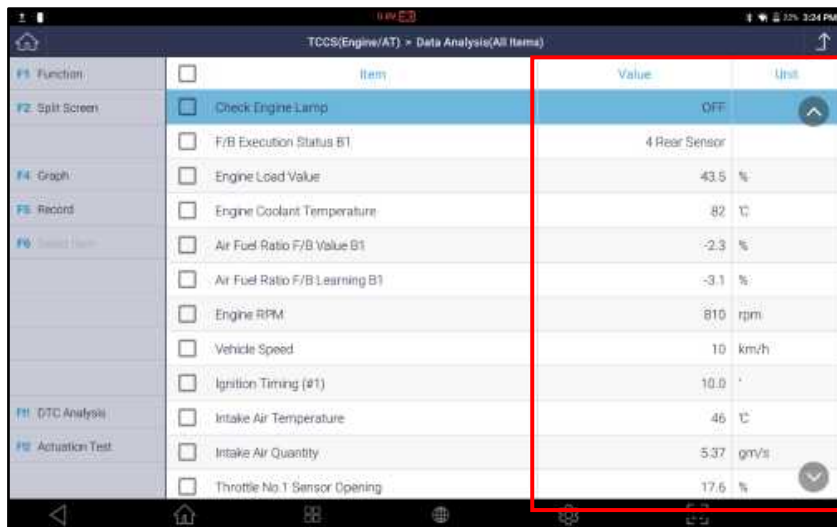 3:24 PM
TCCS(Engine/AT) > Data Analysis(All Items)
F1 Function
Item Value Unit
F2 Split Screen
Check Engine Lamp OFF
F/B Execution Status B1 4 Rear Sensor
F4 Graph
Engine Load Value 43.5 %
F5 Record
Engine Coolant Temperature 82 ℃
F6
Air Fuel Ratio F/B Value B1 -2.3 %
Air Fuel Ratio F/B Learning B1 -3.1 %
Engine RPM 810 rpm
Vehicle Speed 10 km/h
Ignition Timing (#1) 10.0 °
F11 DTC Analysis
Intake Air Temperature 46 ℃
F12 Actuation Test
Intake Air Quantity 5.37 gm/s
Throttle No.1 Sensor Opening 17.6 %